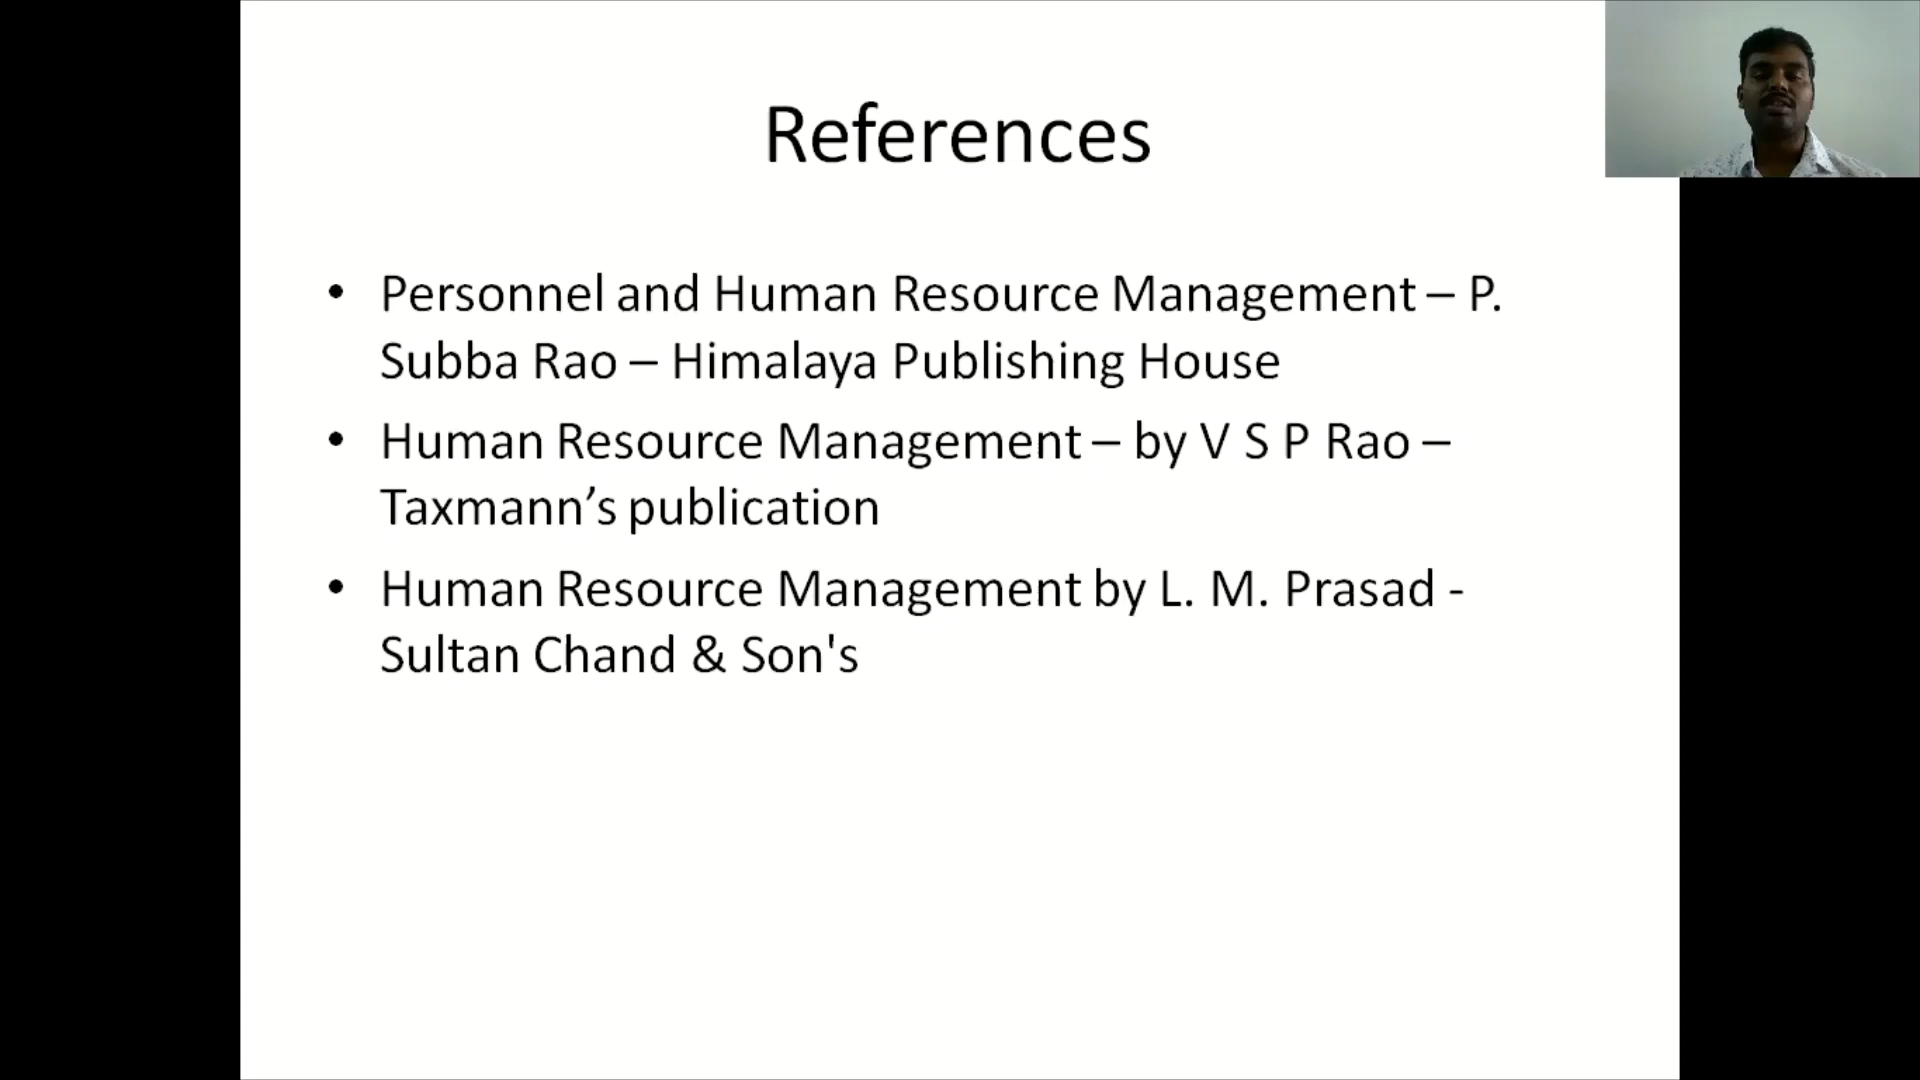 References
• Personnel and Human Resource Management – P.
Subba Rao – Himalaya Publishing House
• Human Resource Management – by V S P Rao –
Taxmann’s publication
• Human Resource Management by L. M. Prasad -
Sultan Chand & Son's